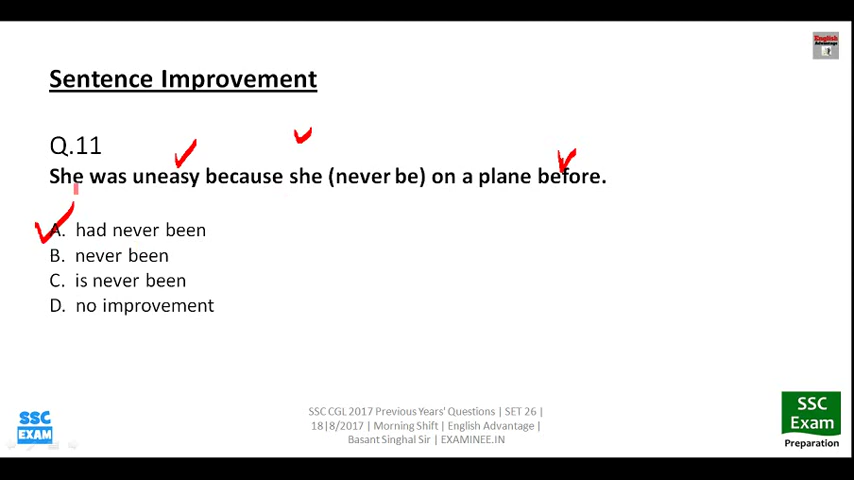 English
Advantage
Sentence Improvement
Q.11
She was uneasy because she (never be) on a plane before.
A. had never been
B. never been
C. is never been
D. no improvement
SSC
EXAM
SSC CGL 2017 Previous Years' Questions | SET 26 |
18|8/2017 | Morning Shift | English Advantage |
Basant Singhal Sir | EXAMINEE.IN
SSC
Exam
Preparation